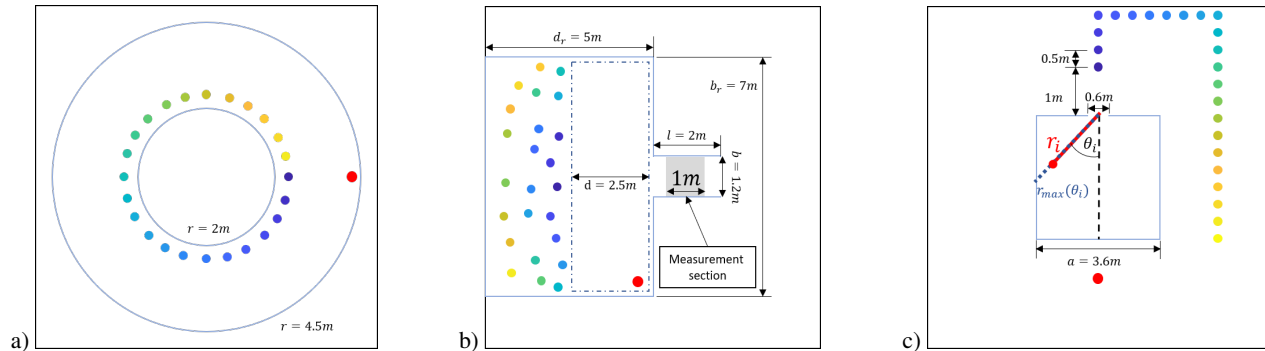 a)
r = 2m
r = 4.5m
b)
d_r = 5m
b_r = 7m
l = 2m
b = 1.2m
1m
d = 2.5m
Measurement
section
c)
0.5m
1m
0.6m
r_i
θ_i
r_max(θ_i)
a = 3.6m